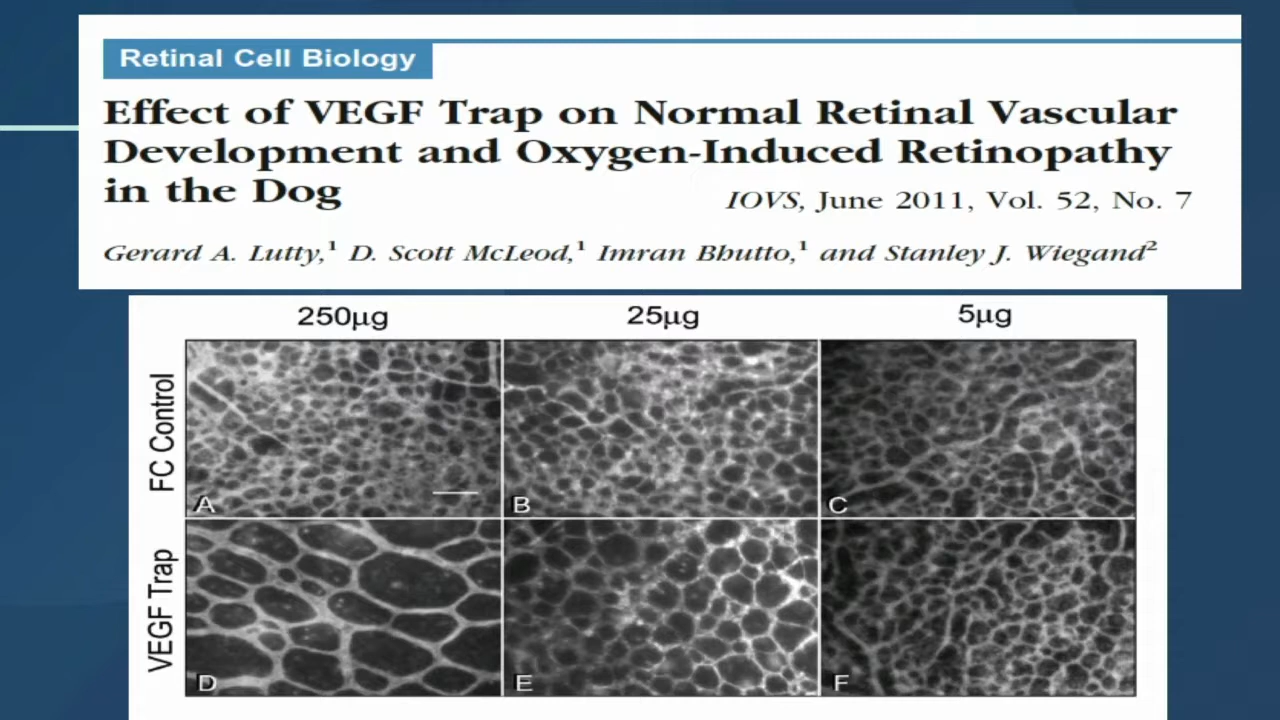 Retinal Cell Biology
Effect of VEGF Trap on Normal Retinal Vascular
Development and Oxygen-Induced Retinopathy
in the Dog
IOVS, June 2011, Vol. 52, No. 7
Gerard A. Lutty,¹ D. Scott McLeod,¹ Imran Bhutto,¹ and Stanley J. Wiegand²
250µg 25µg 5µg
FC Control
A B C
VEGF Trap
D E F